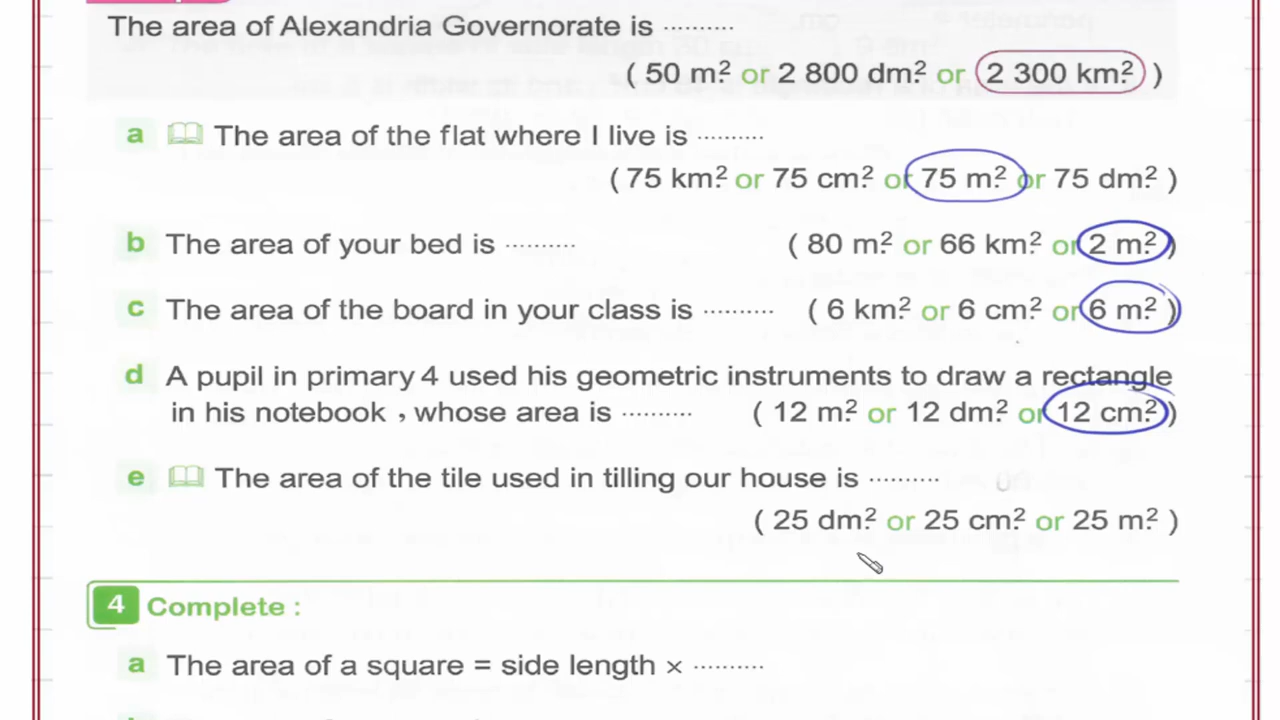 The area of Alexandria Governorate is ..........
( 50 m² or 2 800 dm² or 2 300 km² )
a The area of the flat where I live is ..........
( 75 km² or 75 cm² or 75 m² or 75 dm² )
b The area of your bed is .......... ( 80 m² or 66 km² or 2 m² )
c The area of the board in your class is .......... ( 6 km² or 6 cm² or 6 m² )
d A pupil in primary 4 used his geometric instruments to draw a rectangle
in his notebook , whose area is .......... ( 12 m² or 12 dm² or 12 cm² )
e The area of the tile used in tilling our house is ..........
( 25 dm² or 25 cm² or 25 m² )
4 Complete :
a The area of a square = side length × ..........